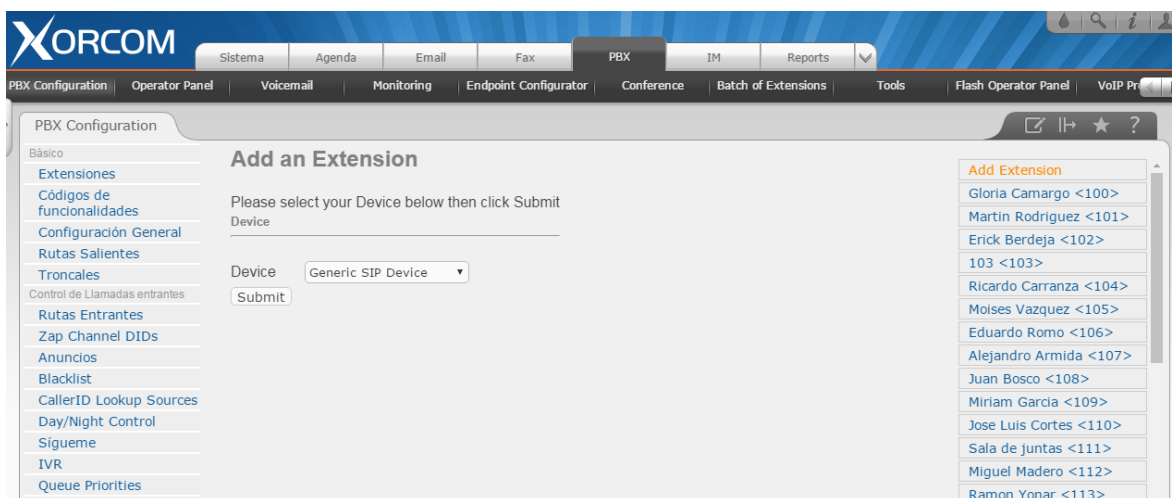 XORCOM
Sistema Agenda Email Fax PBX IM Reports
PBX Configuration Operator Panel Voicemail Monitoring Endpoint Configurator Conference Batch of Extensions Tools Flash Operator Panel VoIP Pr
PBX Configuration
Básico
Extensiones
Códigos de
funcionalidades
Configuración General
Rutas Salientes
Troncales
Control de Llamadas entrantes
Rutas Entrantes
Zap Channel DIDs
Anuncios
Blacklist
CallerID Lookup Sources
Day/Night Control
Sígueme
IVR
Queue Priorities
Add an Extension
Please select your Device below then click Submit
Device
Device Generic SIP Device
Submit
Add Extension
Gloria Camargo <100>
Martin Rodriguez <101>
Erick Berdeja <102>
103 <103>
Ricardo Carranza <104>
Moises Vazquez <105>
Eduardo Romo <106>
Alejandro Armida <107>
Juan Bosco <108>
Miriam Garcia <109>
Jose Luis Cortes <110>
Sala de juntas <111>
Miguel Madero <112>
Ramon Yonar <113>